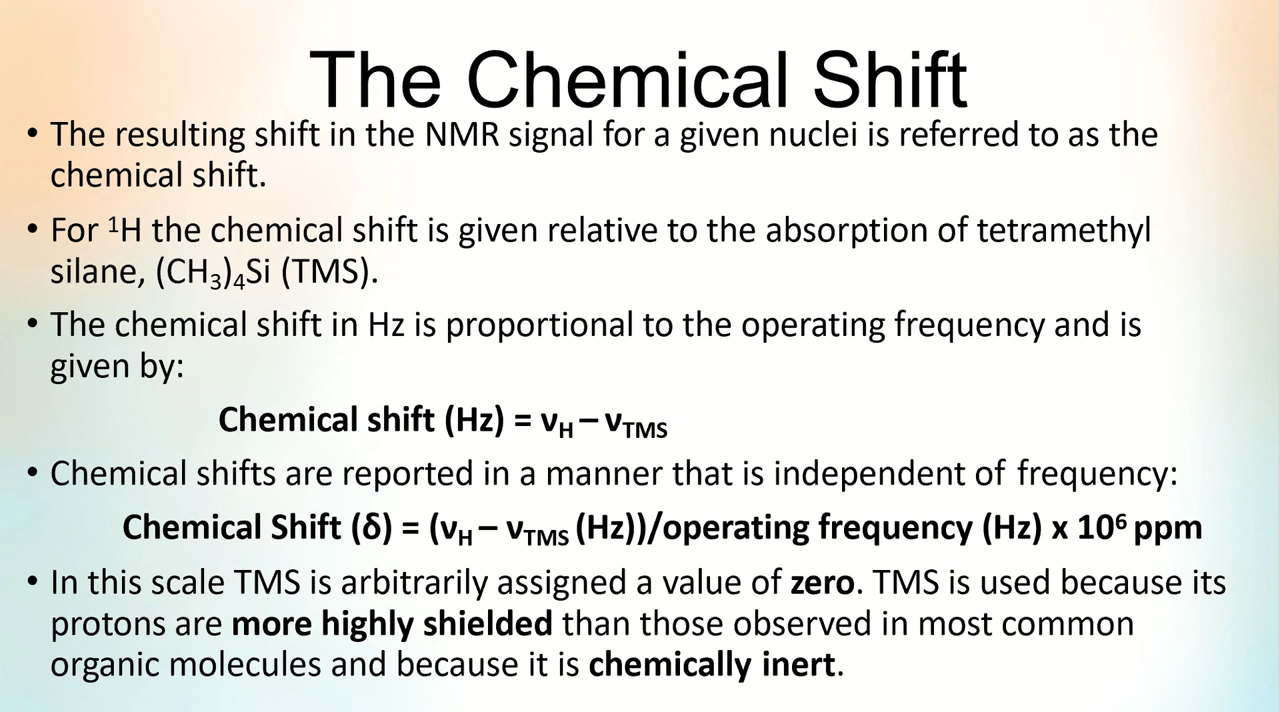 The Chemical Shift
• The resulting shift in the NMR signal for a given nuclei is referred to as the
chemical shift.
• For ¹H the chemical shift is given relative to the absorption of tetramethyl
silane, (CH₃)₄Si (TMS).
• The chemical shift in Hz is proportional to the operating frequency and is
given by:
Chemical shift (Hz) = νH – νTMS
• Chemical shifts are reported in a manner that is independent of frequency:
Chemical Shift (δ) = (νH – νTMS (Hz))/operating frequency (Hz) x 10⁶ ppm
• In this scale TMS is arbitrarily assigned a value of zero. TMS is used because its
protons are more highly shielded than those observed in most common
organic molecules and because it is chemically inert.